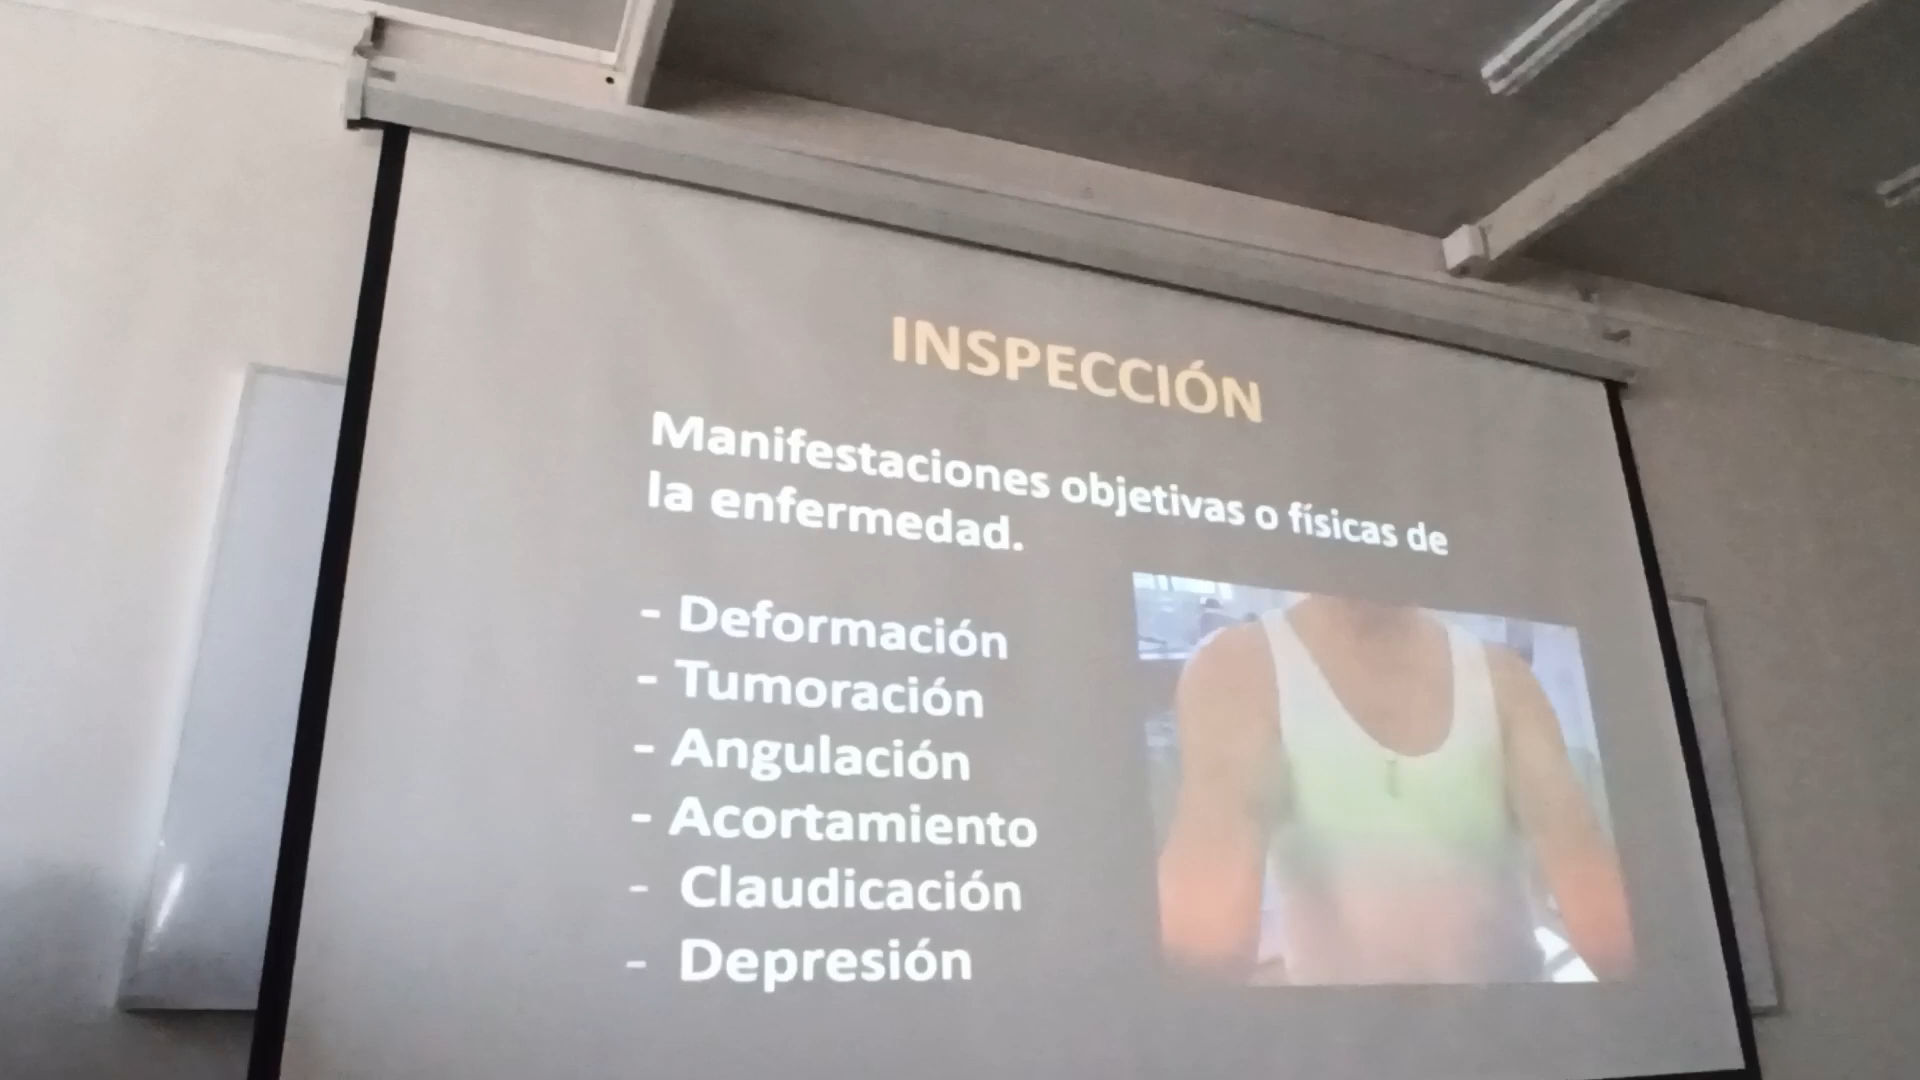 INSPECCIÓN
Manifestaciones objetivas o físicas de
la enfermedad.
- Deformación
- Tumoración
- Angulación
- Acortamiento
- Claudicación
- Depresión